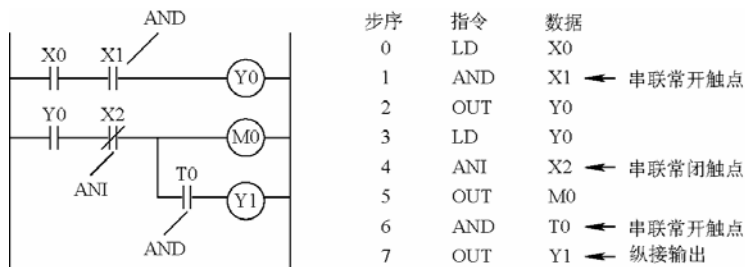 AND
X0 X1
Y0
Y0 X2
M0
ANI
T0
Y1
AND
步序 指令 数据
0 LD X0
1 AND X1 串联常开触点
2 OUT Y0
3 LD Y0
4 ANI X2 串联常闭触点
5 OUT M0
6 AND T0 串联常开触点
7 OUT Y1 纵接输出